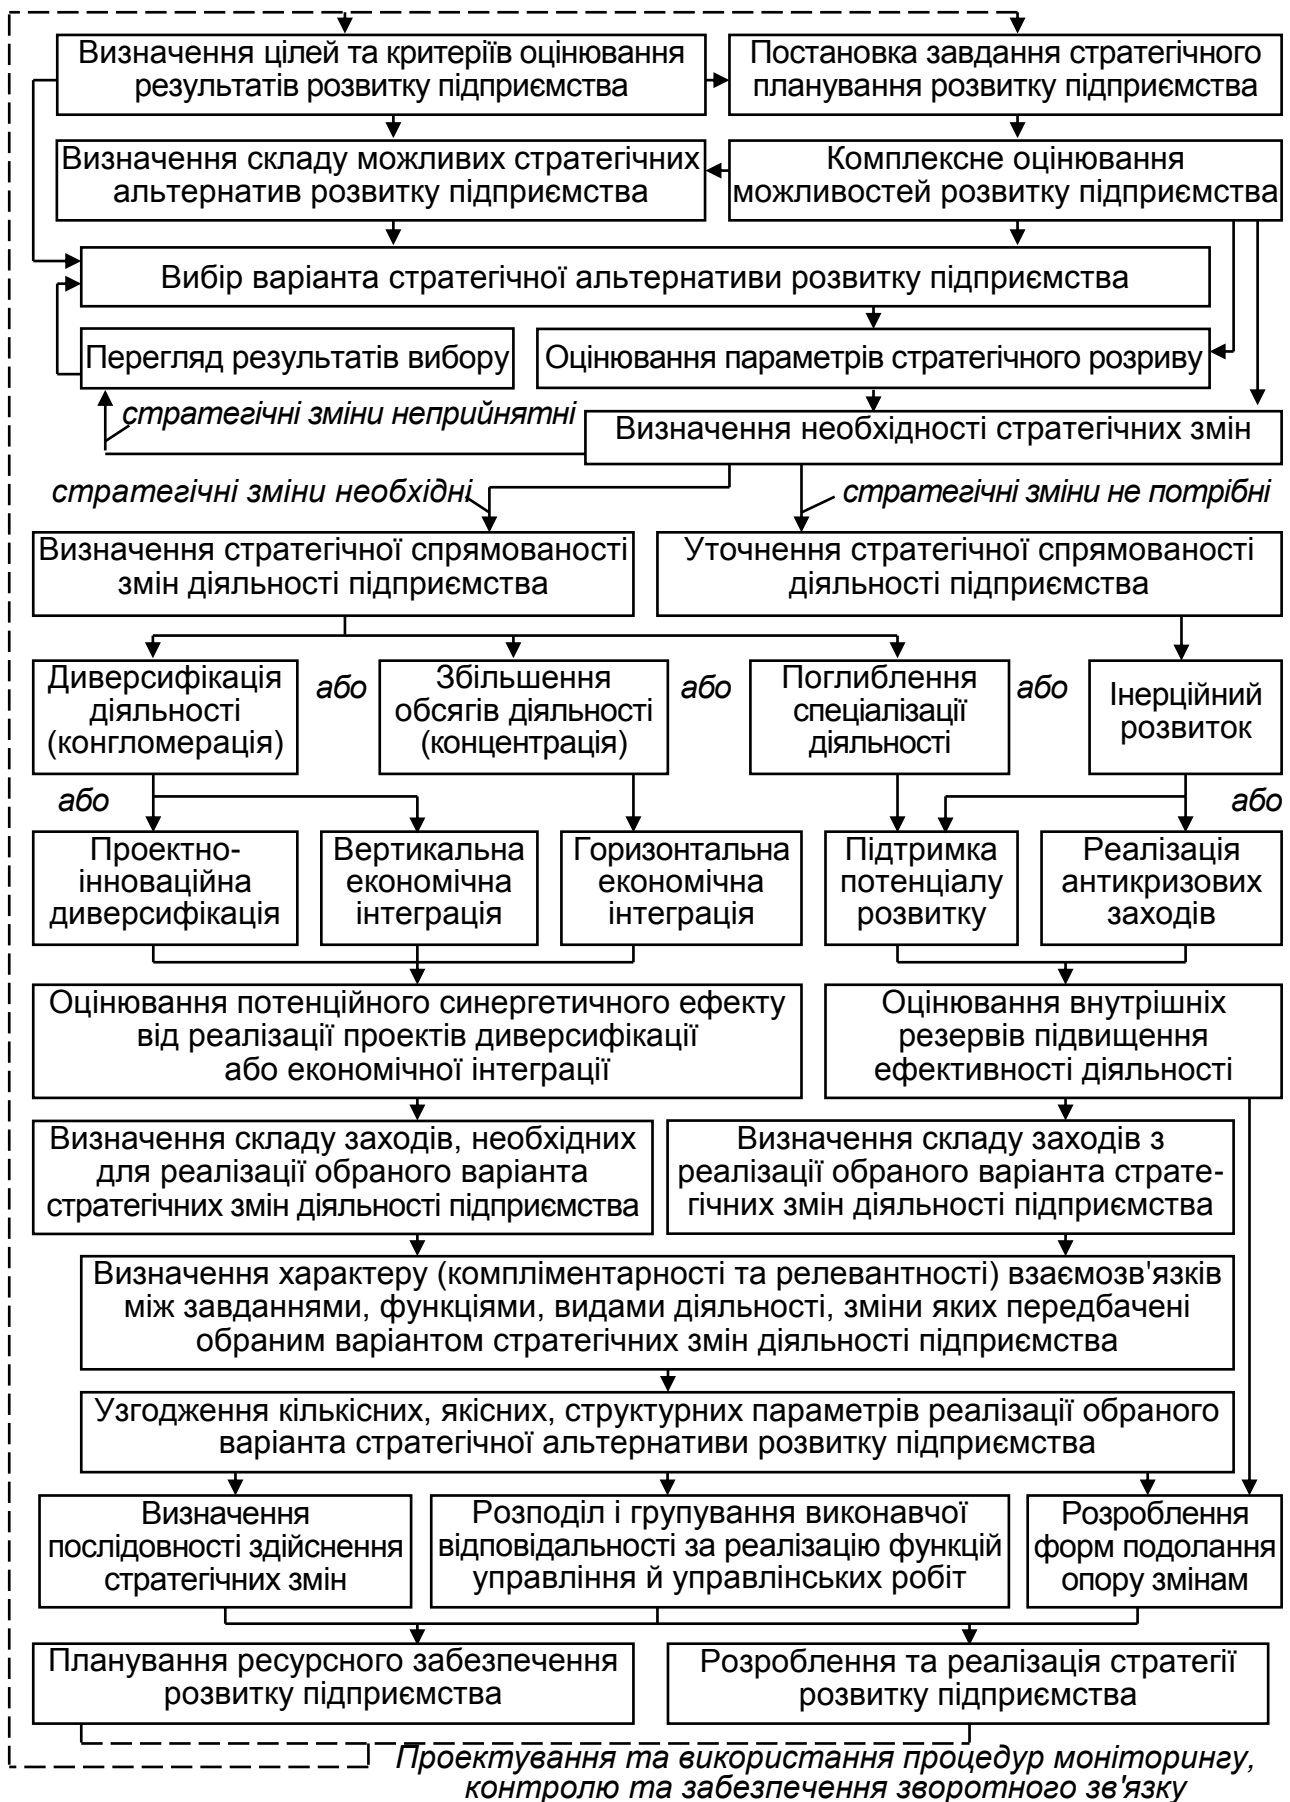 Визначення цілей та критеріїв оцінювання
результатів розвитку підприємства
Постановка завдання стратегічного
планування розвитку підприємства
Визначення складу можливих стратегічних
альтернатив розвитку підприємства
Комплексне оцінювання
можливостей розвитку підприємства
Вибір варіанта стратегічної альтернативи розвитку підприємства
Перегляд результатів вибору
Оцінювання параметрів стратегічного розриву
стратегічні зміни неприйнятні
Визначення необхідності стратегічних змін
стратегічні зміни необхідні
стратегічні зміни не потрібні
Визначення стратегічної спрямованості
змін діяльності підприємства
Уточнення стратегічної спрямованості
діяльності підприємства
Диверсифікація
діяльності
(конгломерація)
або
Збільшення
обсягів діяльності
(концентрація)
або
Поглиблення
спеціалізації
діяльності
або
Інерційний
розвиток
або
або
Проектно-
інноваційна
диверсифікація
Вертикальна
економічна
інтеграція
Горизонтальна
економічна
інтеграція
Підтримка
потенціалу
розвитку
Реалізація
антикризових
заходів
Оцінювання потенційного синергетичного ефекту
від реалізації проектів диверсифікації
або економічної інтеграції
Оцінювання внутрішніх
резервів підвищення
ефективності діяльності
Визначення складу заходів, необхідних
для реалізації обраного варіанта
стратегічних змін діяльності підприємства
Визначення складу заходів з
реалізації обраного варіанта страте-
гічних змін діяльності підприємства
Визначення характеру (компліментарності та релевантності) взаємозв'язків
між завданнями, функціями, видами діяльності, зміни яких передбачені
обраним варіантом стратегічних змін діяльності підприємства
Узгодження кількісних, якісних, структурних параметрів реалізації обраного
варіанта стратегічної альтернативи розвитку підприємства
Визначення
послідовності здійснення
стратегічних змін
Розподіл і групування виконавчої
відповідальності за реалізацію функцій
управління й управлінських робіт
Розроблення
форм подолання
опору змінам
Планування ресурсного забезпечення
розвитку підприємства
Розроблення та реалізація стратегії
розвитку підприємства
Проектування та використання процедур моніторингу,
контролю та забезпечення зворотного зв'язку